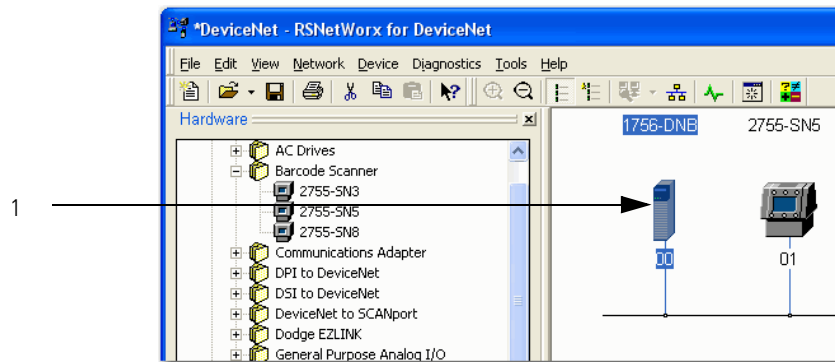 *DeviceNet - RSNetWorx for DeviceNet
File Edit View Network Device Diagnostics Tools Help
Hardware
1756-DNB 2755-SN5
AC Drives
Barcode Scanner
2755-SN3
1
2755-SN5
2755-SN8
Communications Adapter
00 01
DPI to DeviceNet
DSI to DeviceNet
DeviceNet to SCANport
Dodge EZLINK
General Purpose Analog I/O